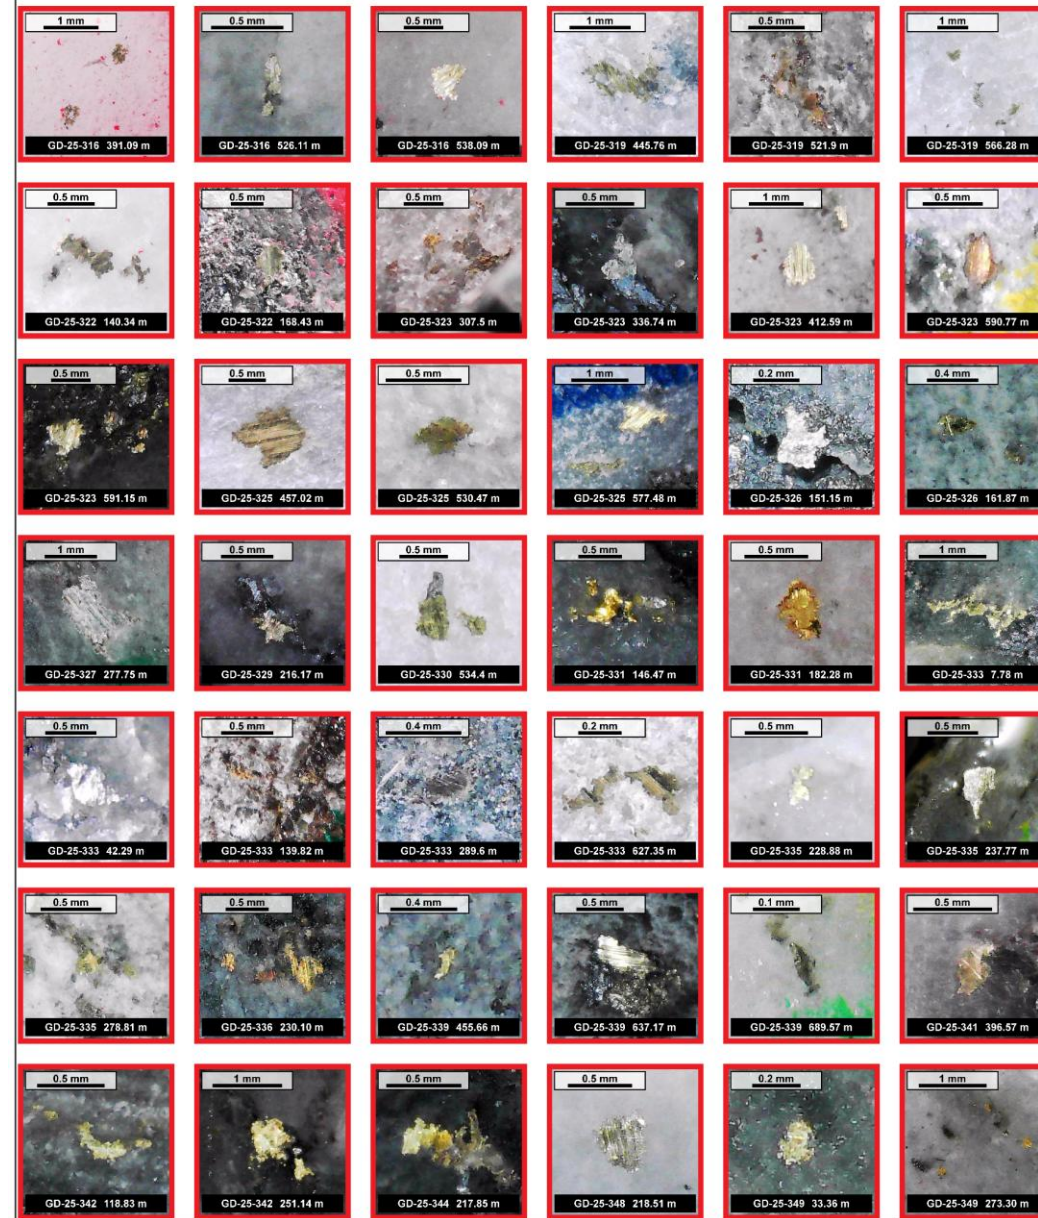 1 mm
GD-25-316 391.09 m
0.5 mm
GD-25-316 526.11 m
0.5 mm
GD-25-316 538.09 m
1 mm
GD-25-319 445.76 m
0.5 mm
GD-25-319 521.9 m
1 mm
GD-25-319 566.28 m
0.5 mm
GD-25-322 140.34 m
0.5 mm
GD-25-322 168.43 m
0.5 mm
GD-25-323 307.5 m
0.5 mm
GD-25-323 336.74 m
1 mm
GD-25-323 412.59 m
0.5 mm
GD-25-323 590.77 m
0.5 mm
GD-25-323 591.15 m
0.5 mm
GD-25-325 457.02 m
0.5 mm
GD-25-325 530.47 m
1 mm
GD-25-325 577.48 m
0.2 mm
GD-25-326 151.15 m
0.4 mm
GD-25-326 161.87 m
1 mm
GD-25-327 277.75 m
0.5 mm
GD-25-329 216.17 m
0.5 mm
GD-25-330 534.4 m
0.5 mm
GD-25-331 146.47 m
0.5 mm
GD-25-331 182.28 m
1 mm
GD-25-333 7.78 m
0.5 mm
GD-25-333 42.29 m
0.5 mm
GD-25-333 139.82 m
0.4 mm
GD-25-333 289.6 m
0.2 mm
GD-25-333 627.35 m
0.5 mm
GD-25-335 228.88 m
0.5 mm
GD-25-335 237.77 m
0.5 mm
GD-25-335 278.81 m
0.5 mm
GD-25-336 230.10 m
0.4 mm
GD-25-339 455.66 m
0.5 mm
GD-25-339 637.17 m
0.1 mm
GD-25-339 689.57 m
0.5 mm
GD-25-341 396.57 m
0.5 mm
GD-25-342 118.83 m
1 mm
GD-25-342 251.14 m
0.5 mm
GD-25-344 217.85 m
0.5 mm
GD-25-348 218.51 m
0.2 mm
GD-25-349 33.36 m
1 mm
GD-25-349 273.30 m